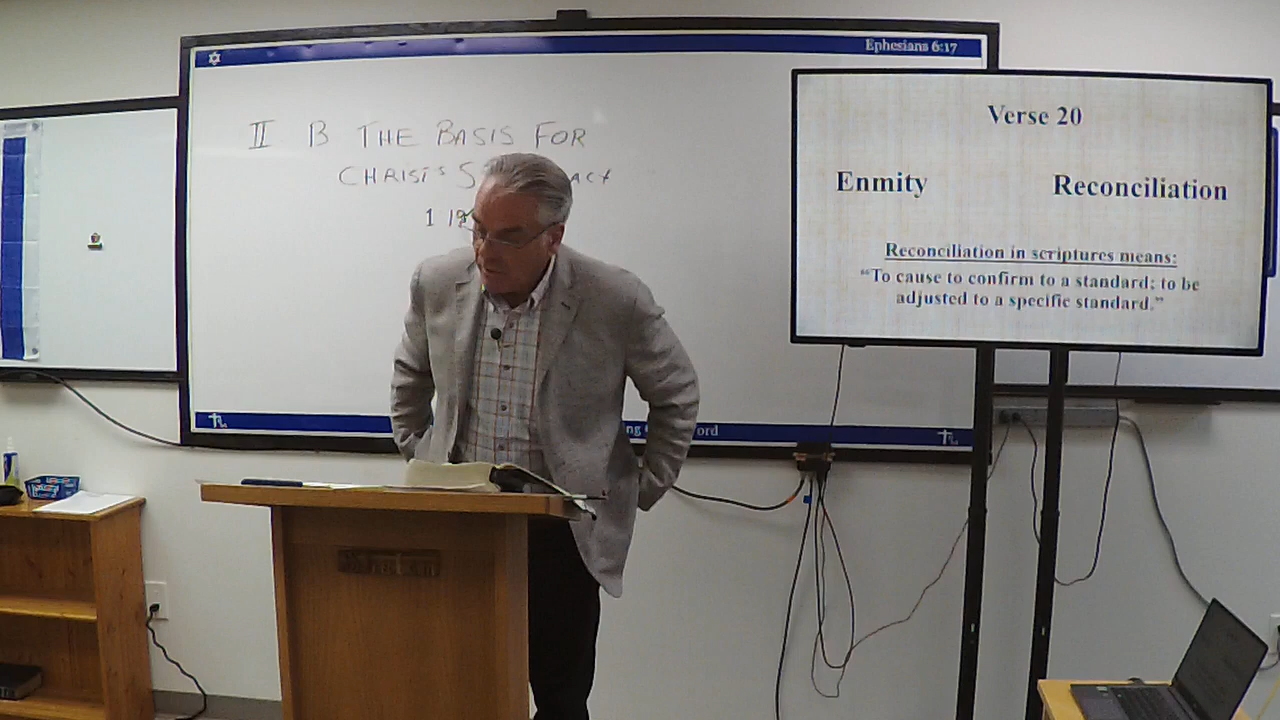 Ephesians 6:17
II B THE BASIS FOR
CHRIST'S
Verse 20
Enmity Reconciliation
Reconciliation in scriptures means:
“To cause to confirm to a standard; to be
adjusted to a specific standard.”